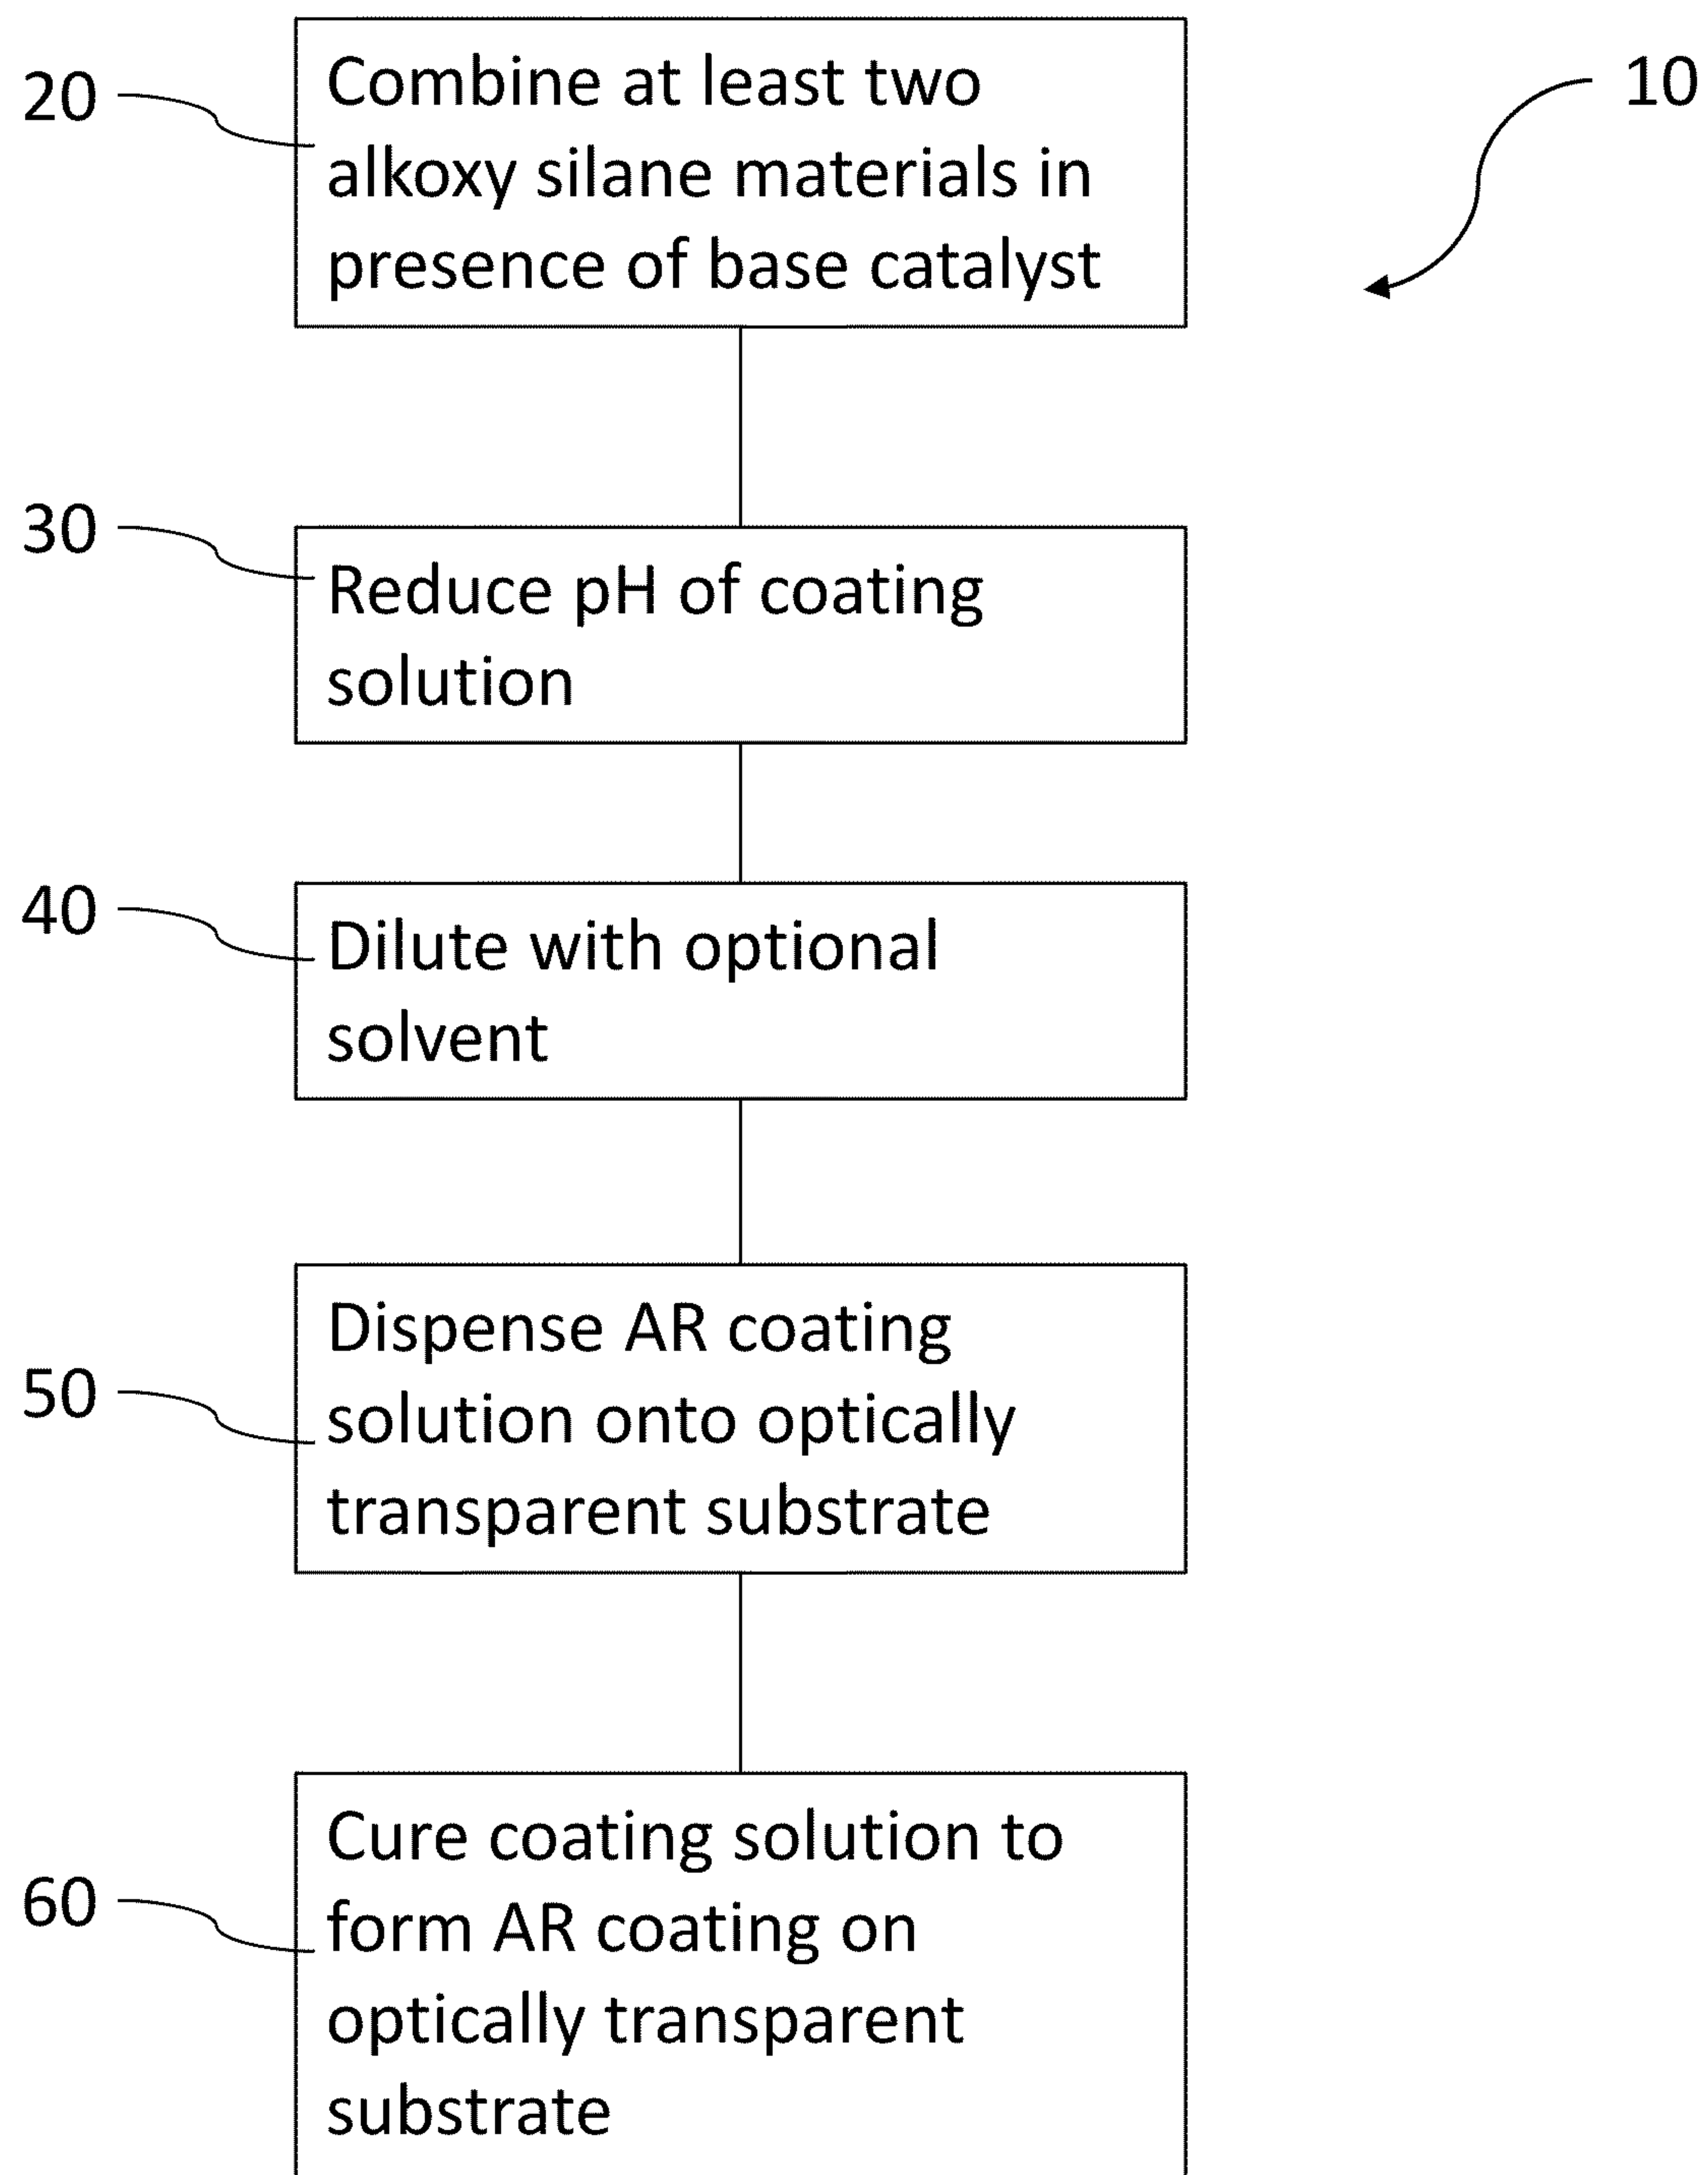 20
Combine at least two
alkoxy silane materials in
presence of base catalyst
10
30
Reduce pH of coating
solution
40
Dilute with optional
solvent
50
Dispense AR coating
solution onto optically
transparent substrate
60
Cure coating solution to
form AR coating on
optically transparent
substrate